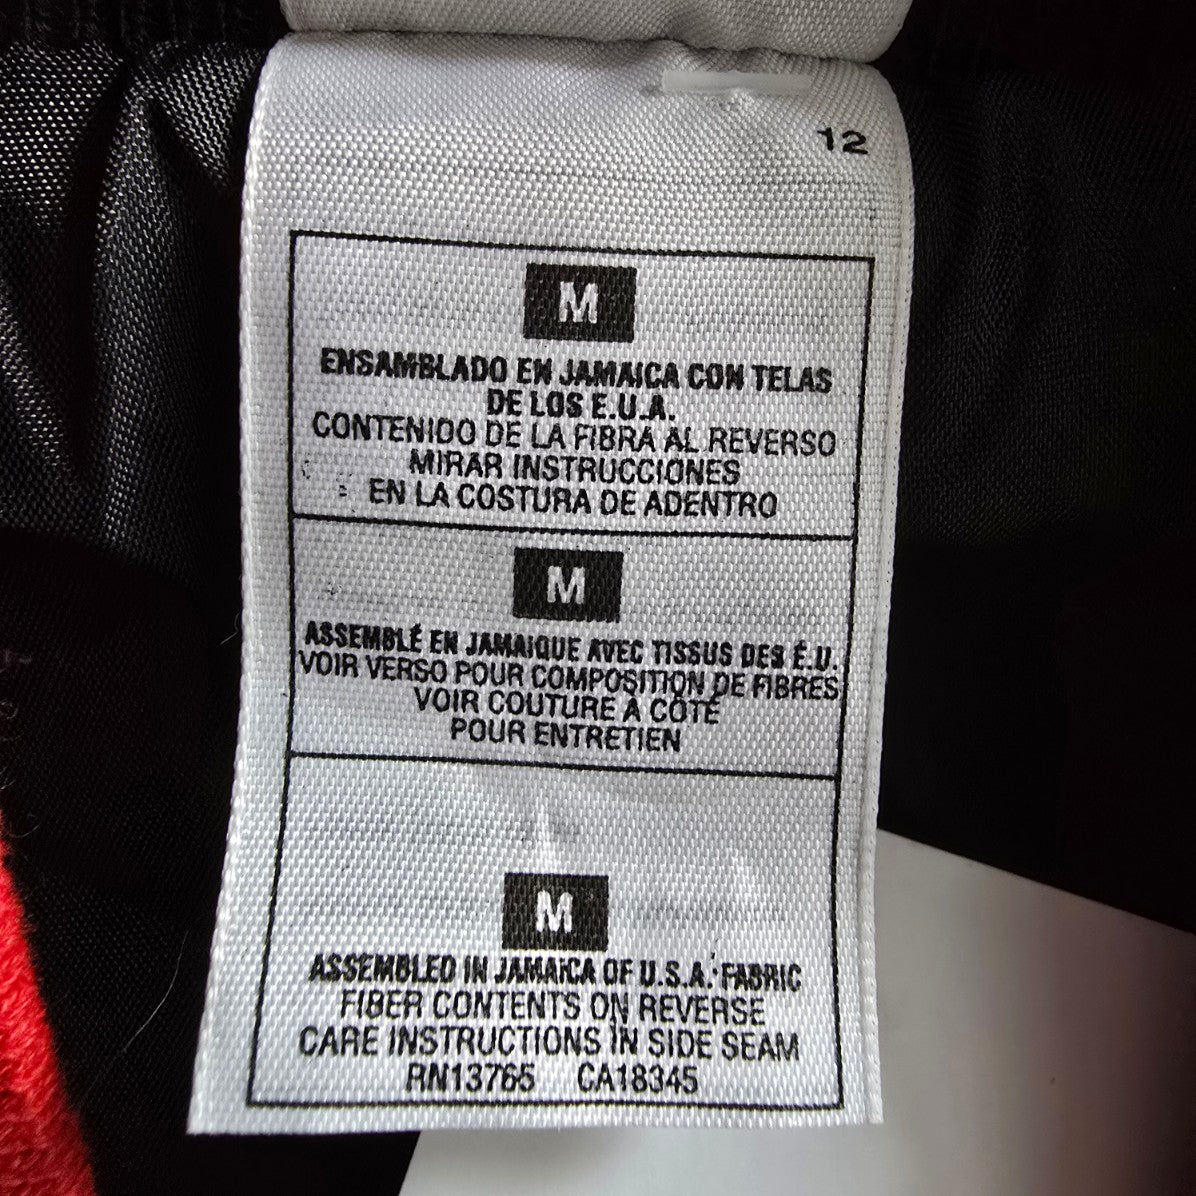 12
M
ENSAMBLADO EN JAMAICA CON TELAS
DE LOS E.U.A.
CONTENIDO DE LA FIBRA AL REVERSO
MIRAR INSTRUCCIONES
EN LA COSTURA DE ADENTRO
M
ASSEMBLÉ EN JAMAIQUE AVEC TISSUS DES É.U.
VOIR VERSO POUR COMPOSITION DE FIBRES
VOIR COUTURE A CÔTÉ
POUR ENTRETIEN
M
ASSEMBLED IN JAMAICA OF U.S.A. FABRIC
FIBER CONTENTS ON REVERSE
CARE INSTRUCTIONS IN SIDE SEAM
RN13765 CA18345